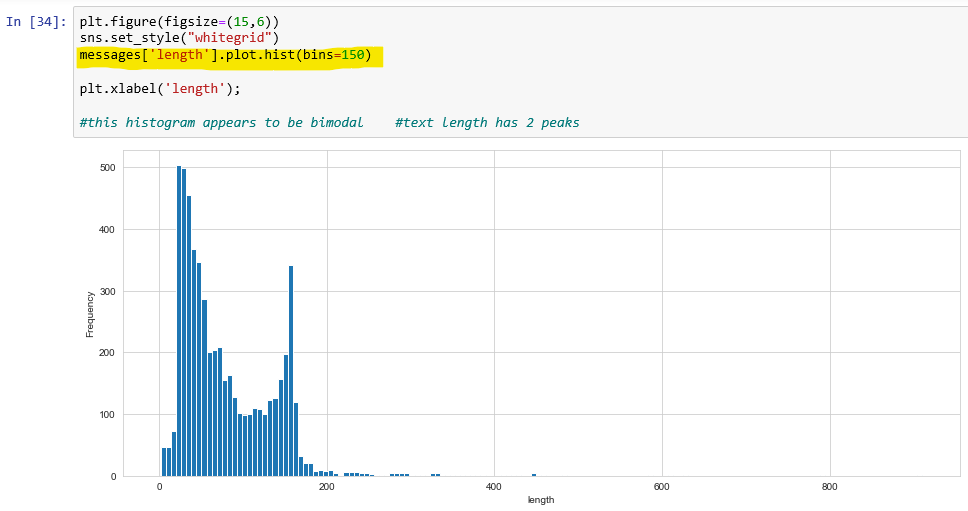 In [34]:
plt.figure(figsize=(15,6))
sns.set_style("whitegrid")
messages['length'].plot.hist(bins=150)
plt.xlabel('length');
#this histogram appears to be bimodal    #text length has 2 peaks
500
400
300
200
100
0
Frequency
0 200 400 600 800
length